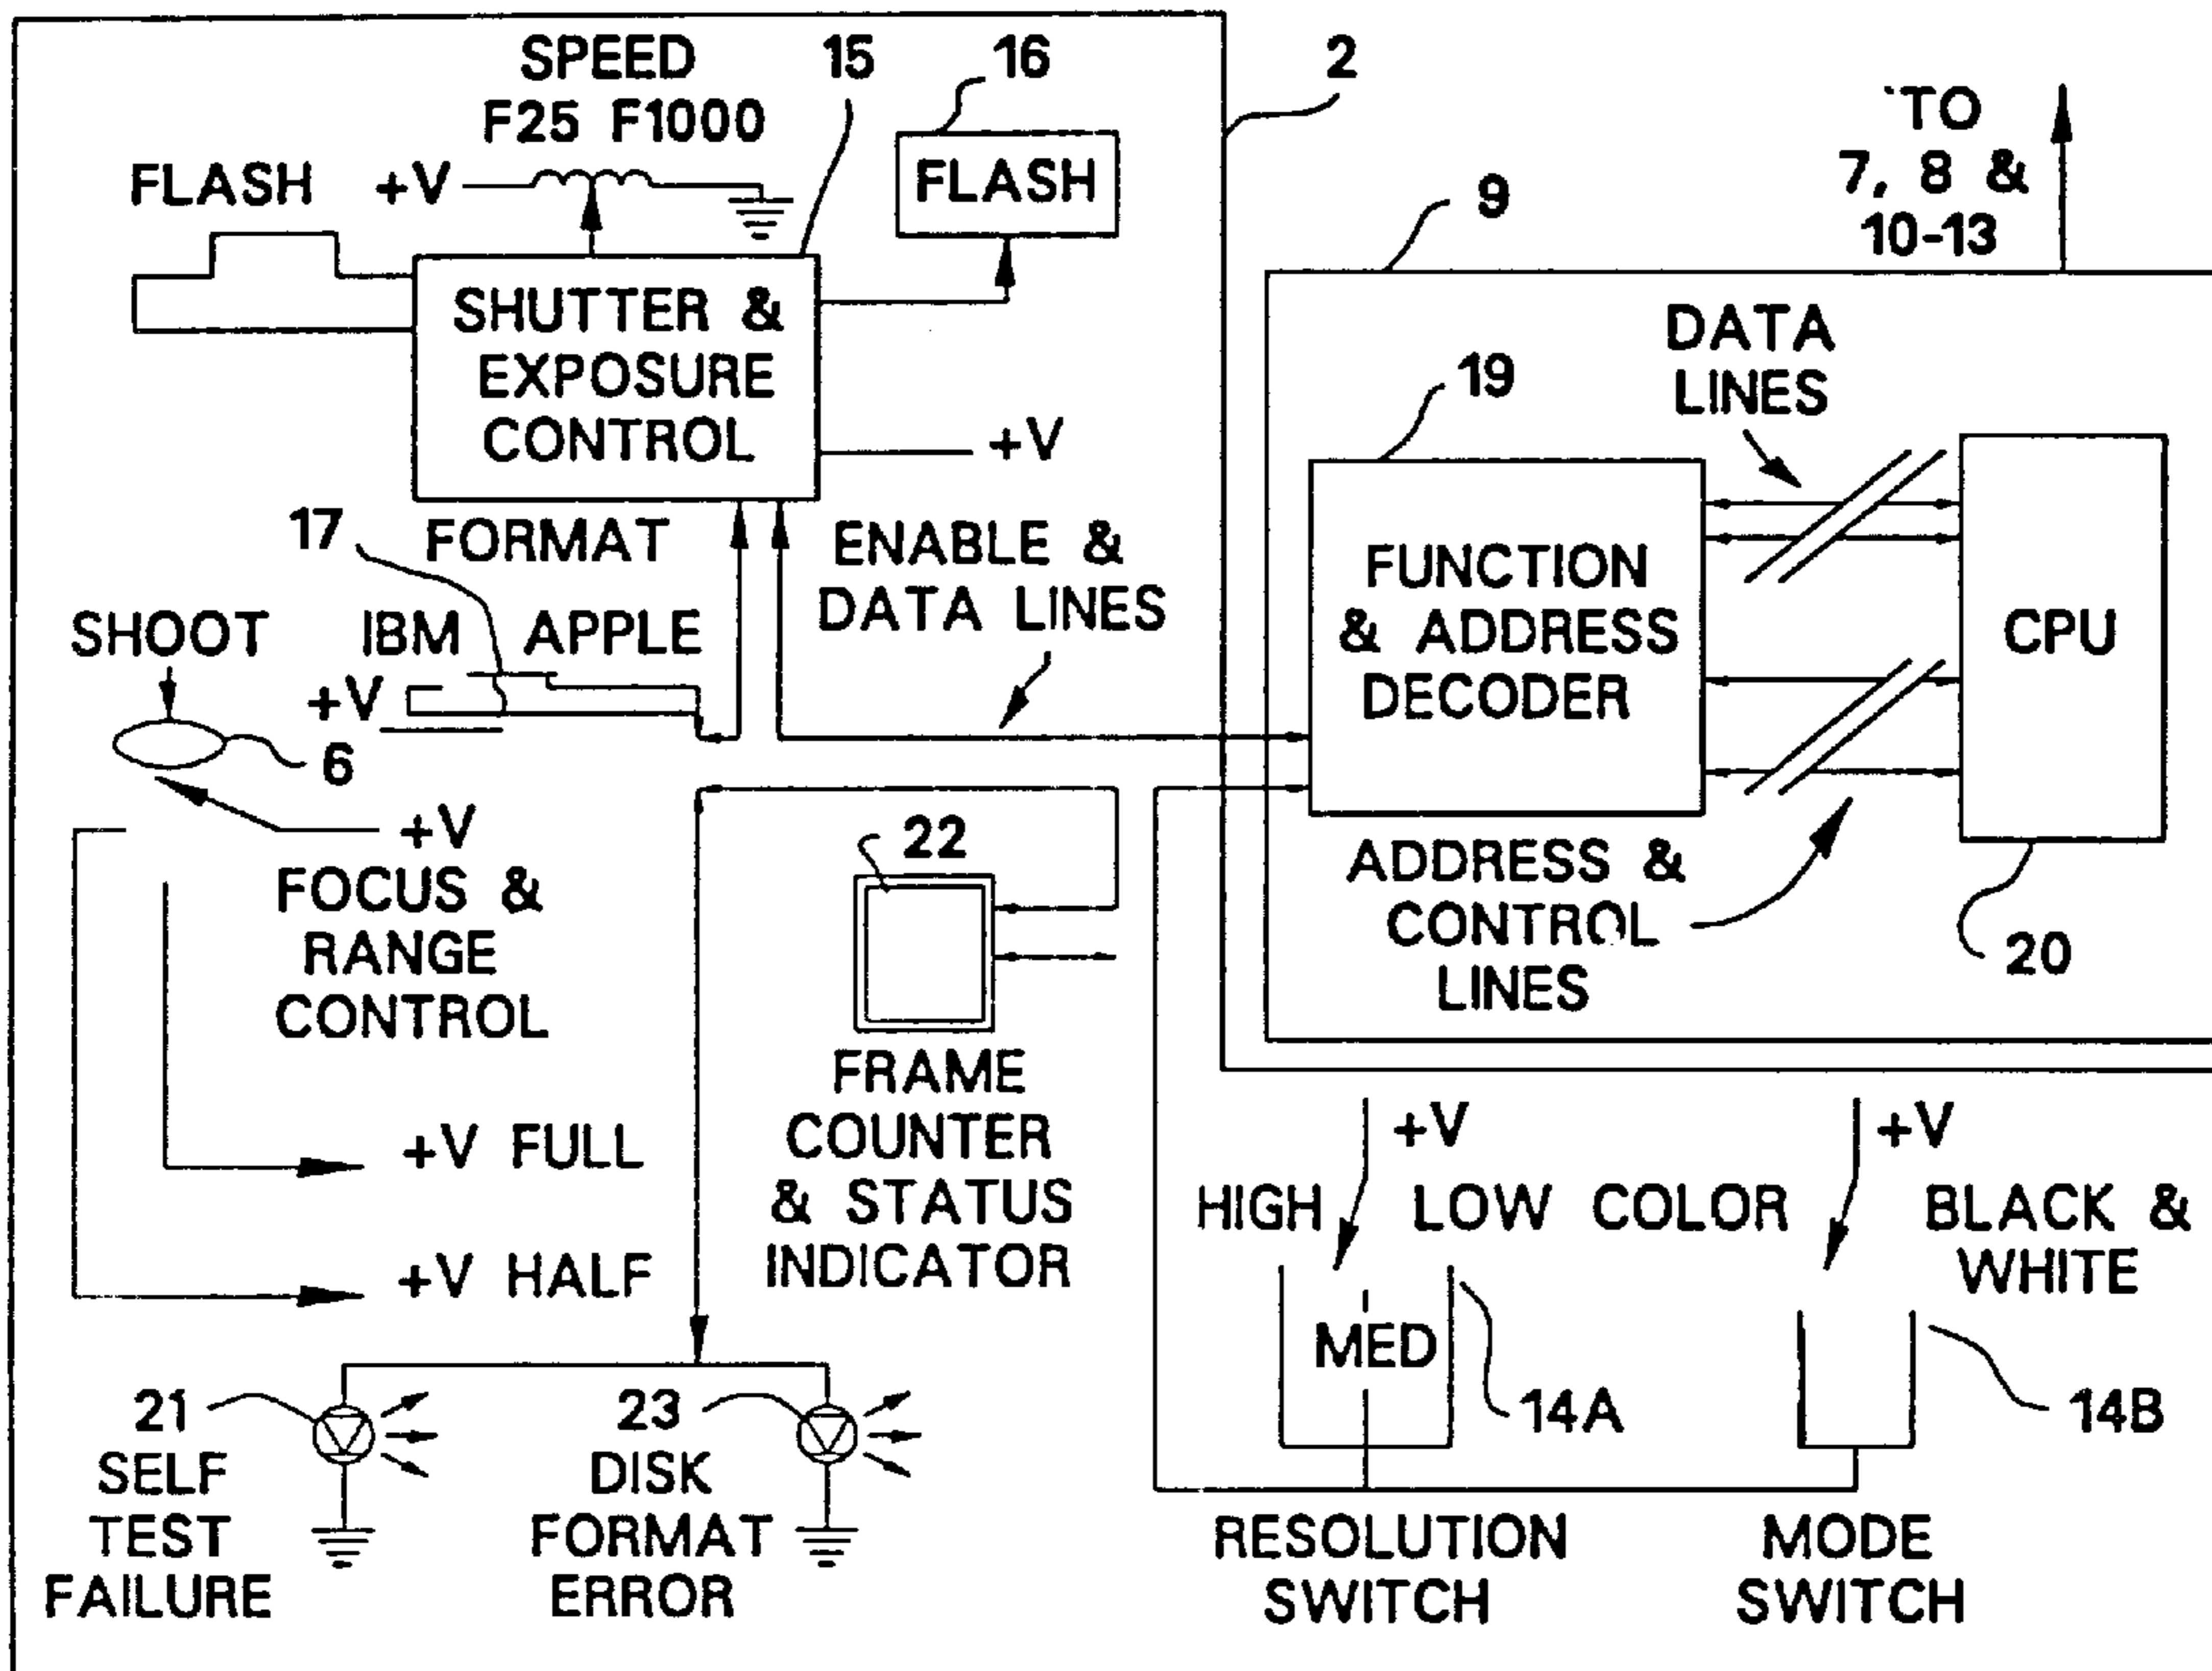 SPEED
F25 F1000
15
16
2
TO
7, 8 &
10-13
FLASH
+V
FLASH
9
SHUTTER &
EXPOSURE
CONTROL
+V
DATA
LINES
19
17
FORMAT
IBM APPLE
ENABLE &
DATA LINES
SHOOT
+V
6
FUNCTION
& ADDRESS
DECODER
CPU
+V
FOCUS &
RANGE
CONTROL
22
ADDRESS &
CONTROL
LINES
20
FRAME
COUNTER
& STATUS
INDICATOR
+V FULL
+V HALF
+V
+V
HIGH
LOW
COLOR
BLACK &
WHITE
MED
14A
14B
21
SELF
TEST
FAILURE
23
DISK
FORMAT
ERROR
RESOLUTION
SWITCH
MODE
SWITCH